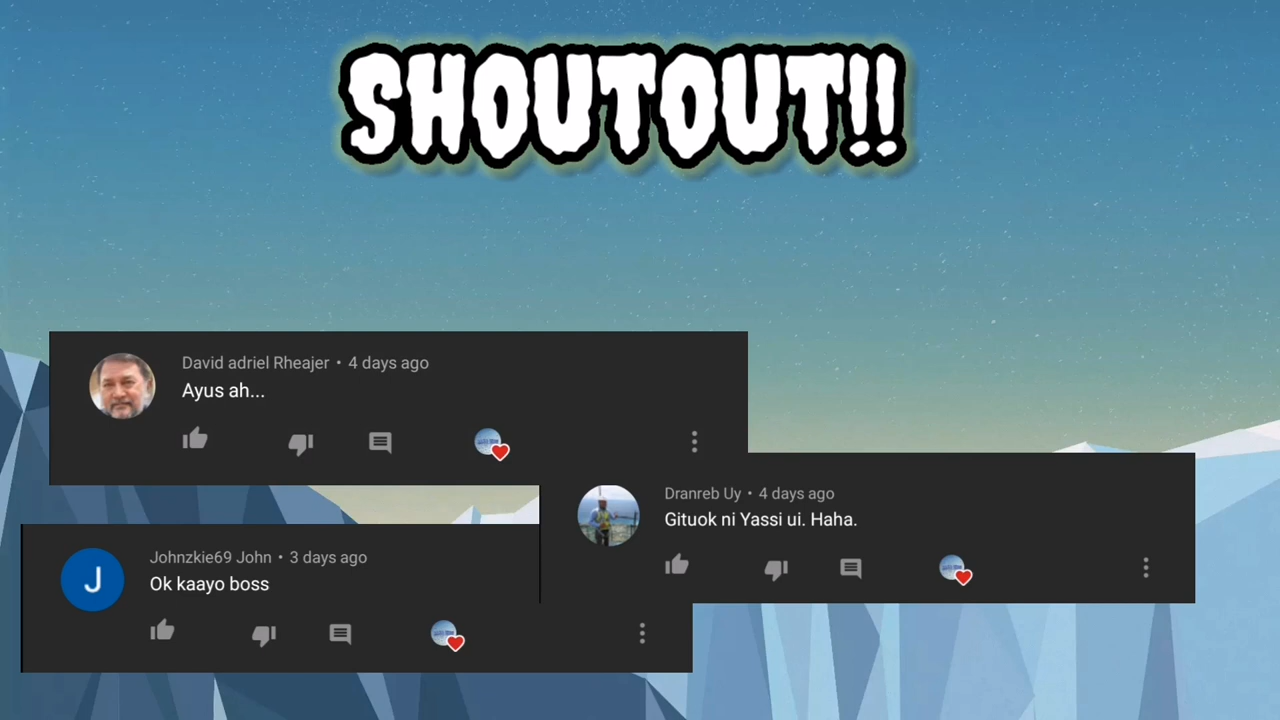 SHOUTOUT!!
David adriel Rheajer • 4 days ago
Ayus ah...
Dranreb Uy • 4 days ago
Gituok ni Yassi ui. Haha.
Johnzkie69 John • 3 days ago
Ok kaayo boss
J